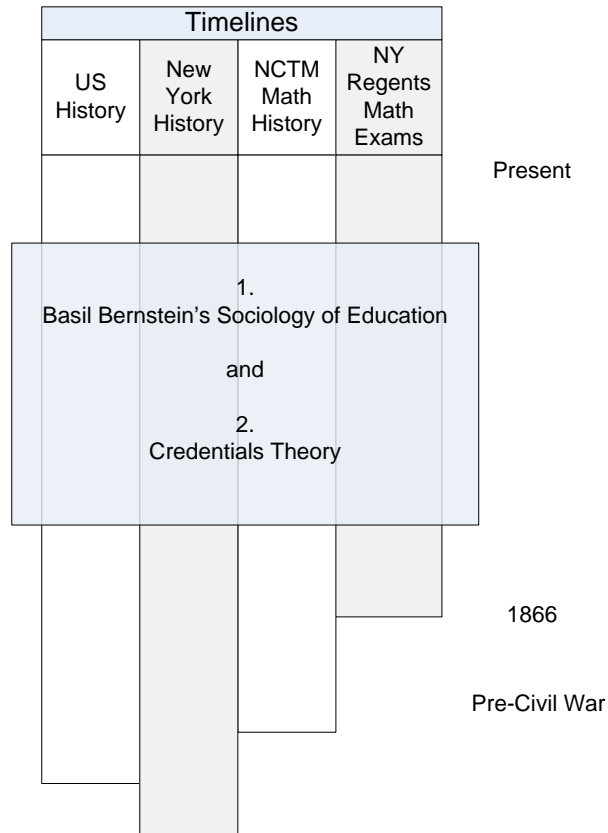 Timelines
US
History
New
York
History
NCTM
Math
History
NY
Regents
Math
Exams
Present
1.
Basil Bernstein’s Sociology of Education
and
2.
Credentials Theory
1866
Pre-Civil War